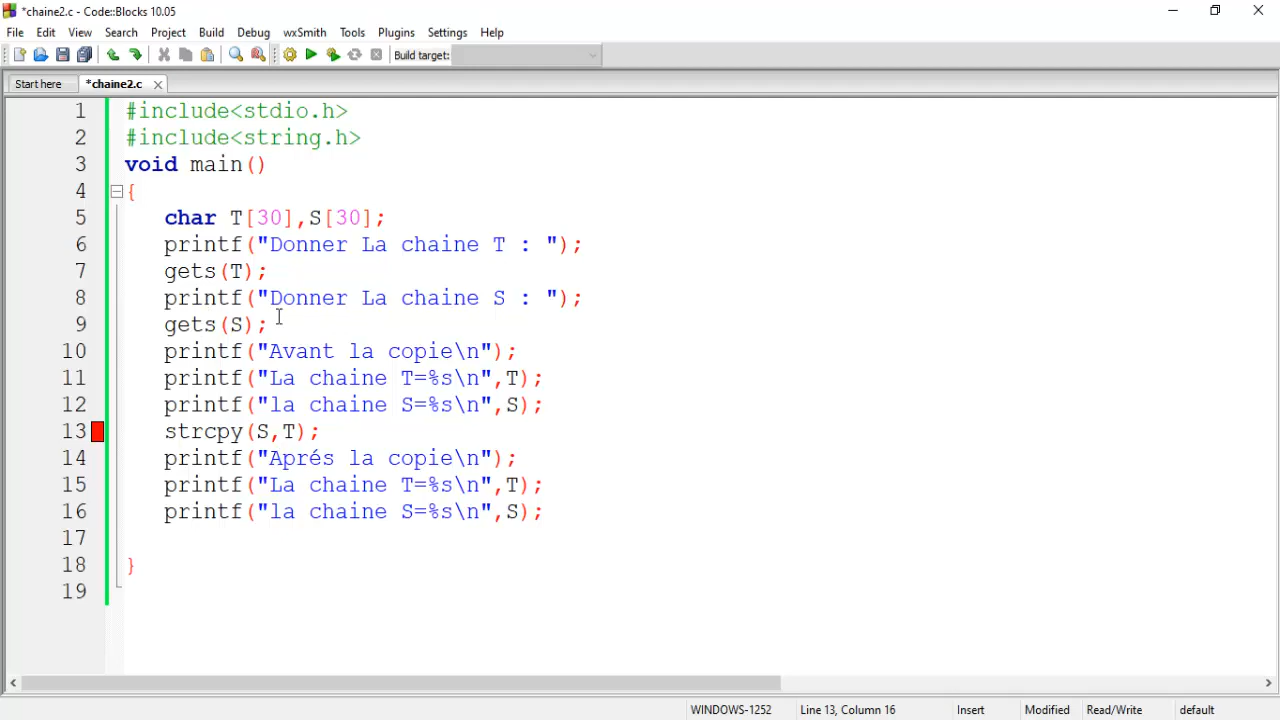 *chaine2.c - Code::Blocks 10.05
File Edit View Search Project Build Debug wxSmith Tools Plugins Settings Help
Build target:
Start here *chaine2.c
1 #include<stdio.h>
2 #include<string.h>
3 void main()
4 {
5 char T[30],S[30];
6 printf("Donner La chaine T : ");
7 gets(T);
8 printf("Donner La chaine S : ");
9 gets(S);
10 printf("Avant la copie\n");
11 printf("La chaine T=%s\n",T);
12 printf("la chaine S=%s\n",S);
13 strcpy(S,T);
14 printf("Aprés la copie\n");
15 printf("La chaine T=%s\n",T);
16 printf("la chaine S=%s\n",S);
17
18 }
19
WINDOWS-1252 Line 13, Column 16 Insert Modified Read/Write default